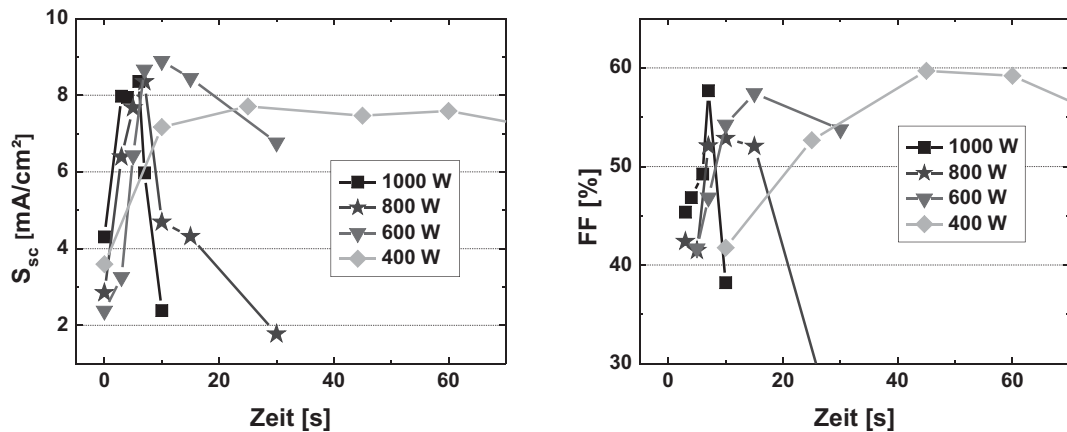 10
8
6
4
2
S_sc [mA/cm²]
1000 W
800 W
600 W
400 W
0 20 40 60
Zeit [s]
60
50
40
30
FF [%]
1000 W
800 W
600 W
400 W
0 20 40 60
Zeit [s]